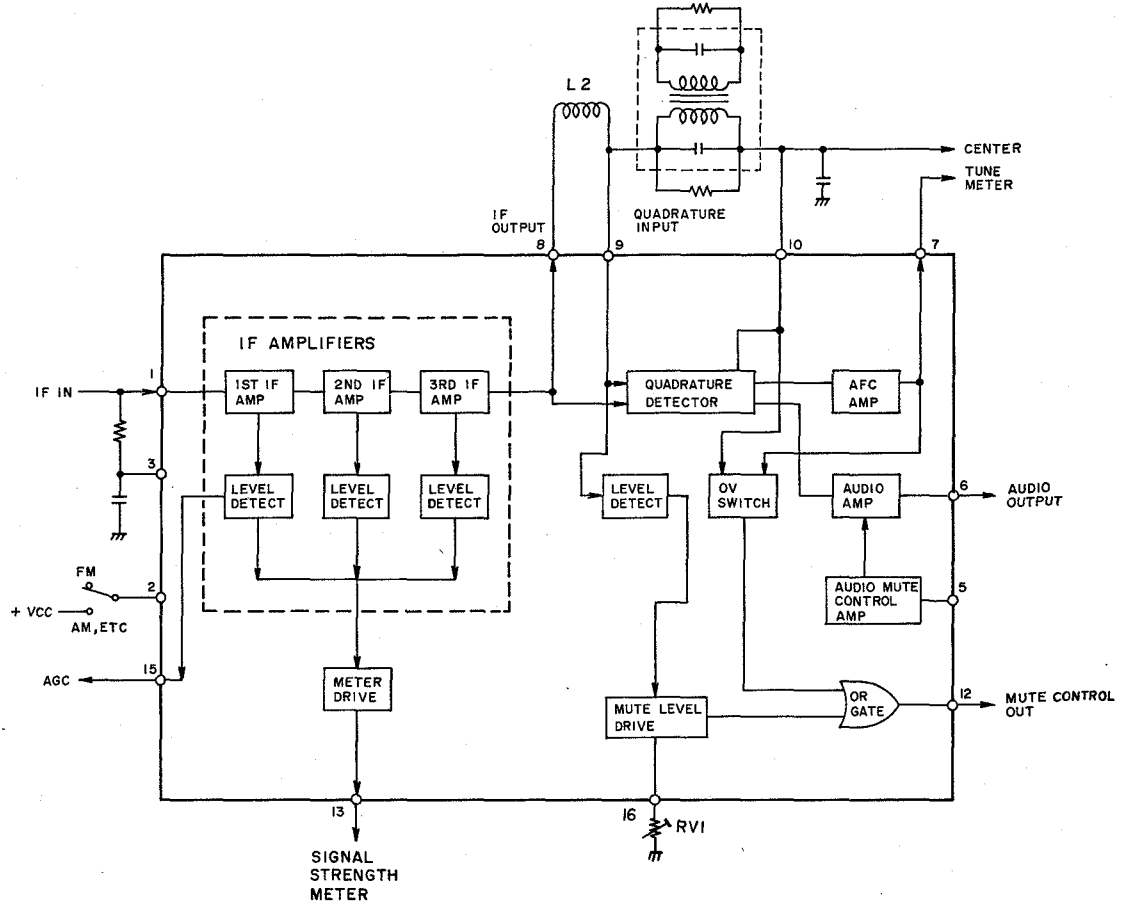 L 2
CENTER
TUNE
METER
IF
OUTPUT
QUADRATURE
INPUT
8
9
10
7
IF AMPLIFIERS
IF IN
1
1ST IF
AMP
2ND IF
AMP
3RD IF
AMP
QUADRATURE
DETECTOR
AFC
AMP
3
LEVEL
DETECT
LEVEL
DETECT
LEVEL
DETECT
LEVEL
DETECT
OV
SWITCH
AUDIO
AMP
6
AUDIO
OUTPUT
FM
2
+ VCC
AM, ETC
AUDIO MUTE
CONTROL
AMP
5
15
AGC
METER
DRIVE
MUTE LEVEL
DRIVE
OR
GATE
12
MUTE CONTROL
OUT
13
16
RV1
SIGNAL
STRENGTH
METER